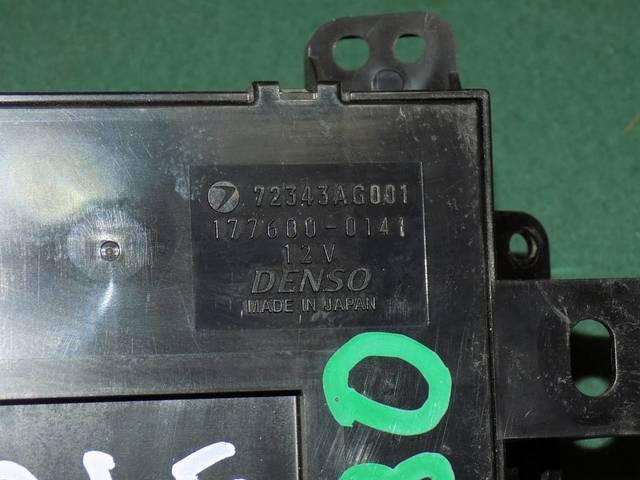 72343AG001
177600-0141
12V
DENSO
MADE IN JAPAN